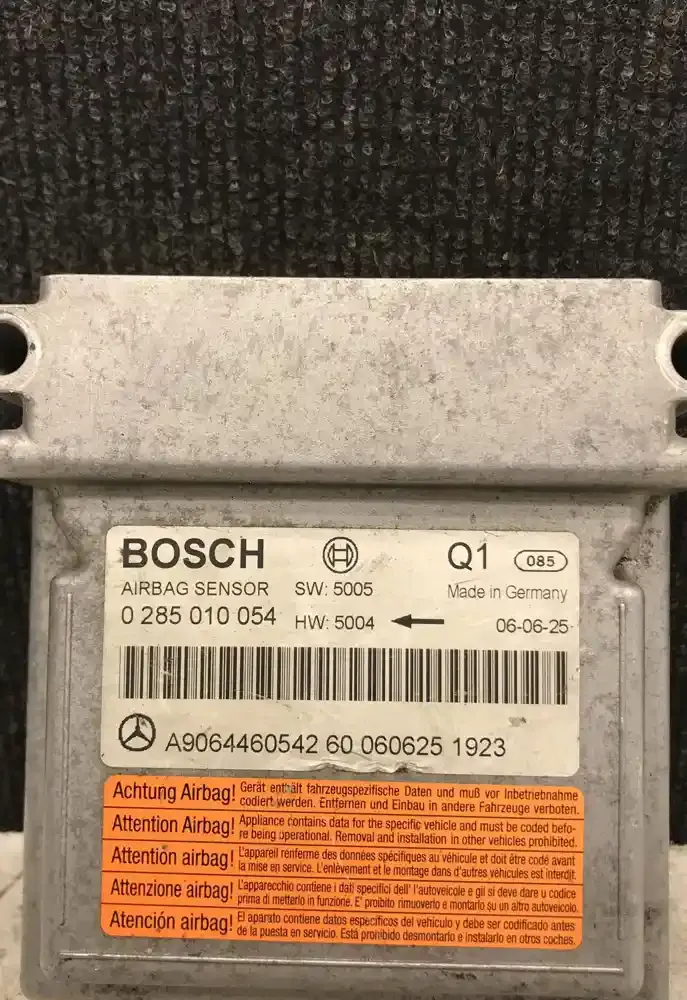 BOSCH Q1 085
AIRBAG SENSOR SW: 5005 Made in Germany
0 285 010 054 HW: 5004 06-06-25
A9064460542 60 060625 1923
Achtung Airbag! Gerät enthält fahrzeugspezifische Daten und muß vor Inbetriebnahme
codiert werden. Entfernen und Einbau in andere Fahrzeuge verboten.
Attention Airbag! Appliance contains data for the specific vehicle and must be coded befo-
re being operational. Removal and installation in other vehicles prohibited.
Attention airbag! L'appareil renferme des données spécifiques au véhicule et doit être codé avant
la mise en service. L'enlèvement et le montage dans d'autres véhicules est interdit.
Attenzione airbag! L'apparecchio contiene i dati specifici dell' l'autoveicolo e gli si deve dare u codice
prima di metterlo in funzione. E' proibito rimuoverlo e montarlo su un altro autoveicolo.
Atención airbag! El aparato contiene datos específicos del vehículo y debe ser codificado antes
de la puesta en servicio. Está prohibido desmontarlo e instalarlo en otros coches.